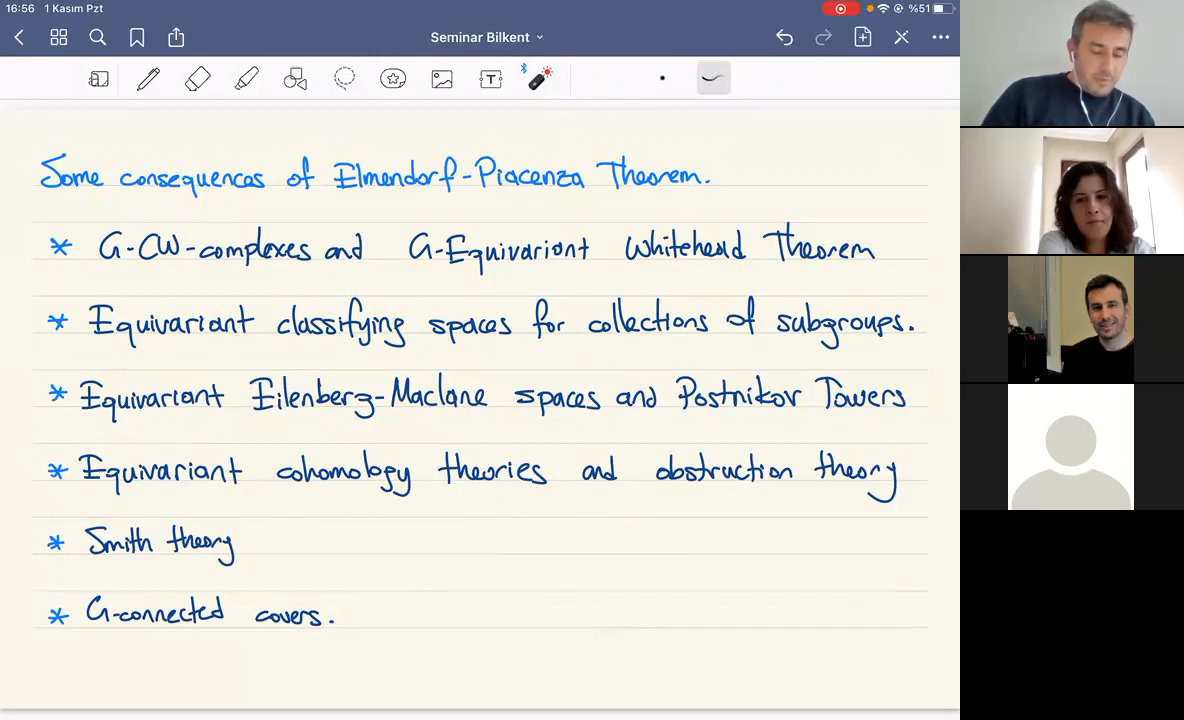 16:56 1 Kasım Pzt %51
Seminar Bilkent
T
Some consequences of Elmendorf-Piacenza Theorem.
* G-CW-complexes and G-Equivariant Whitehead Theorem
* Equivariant classifying spaces for collections of subgroups.
* Equivariant Eilenberg-Maclane spaces and Postnikov Towers
* Equivariant cohomology theories and obstruction theory
* Smith theory
* G-connected covers.